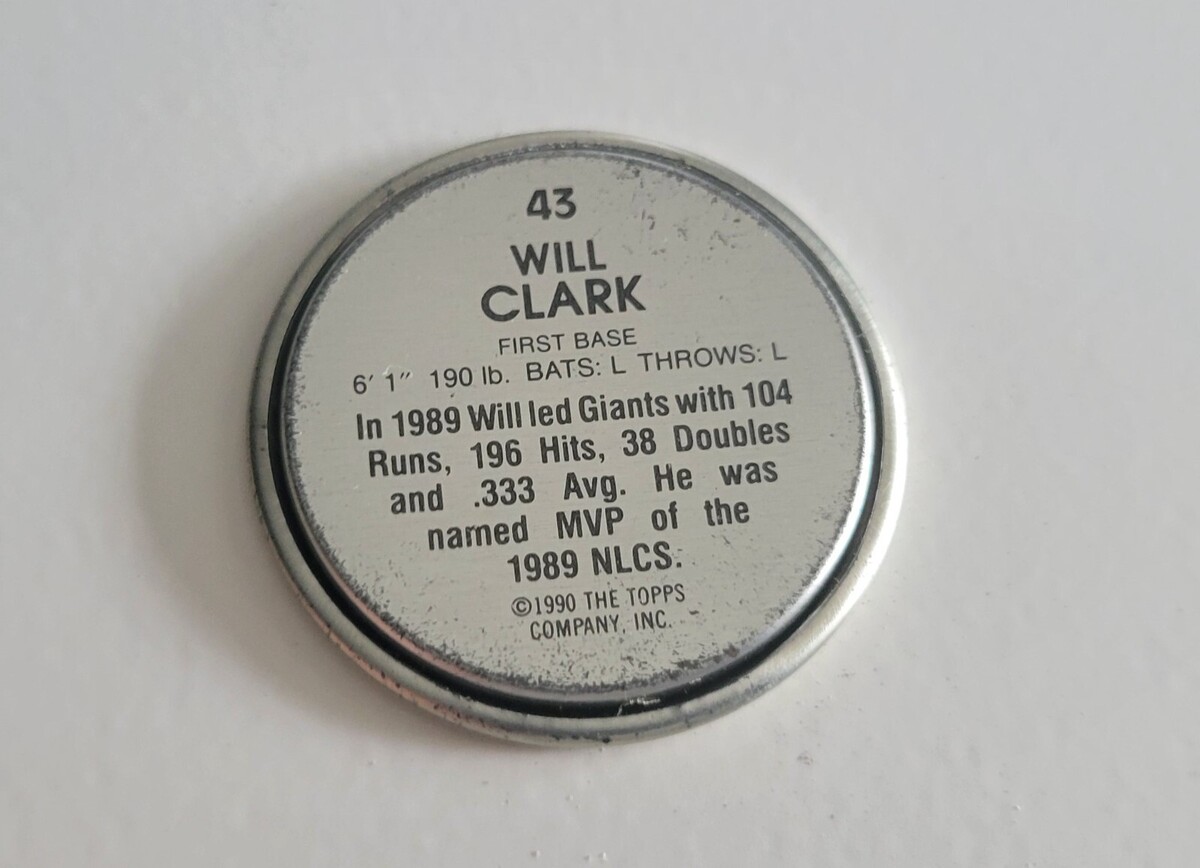 43
WILL
CLARK
FIRST BASE
6′ 1″ 190 lb. BATS: L THROWS: L
In 1989 Will led Giants with 104
Runs, 196 Hits, 38 Doubles
and .333 Avg. He was
named MVP of the
1989 NLCS.
©1990 THE TOPPS
COMPANY, INC.